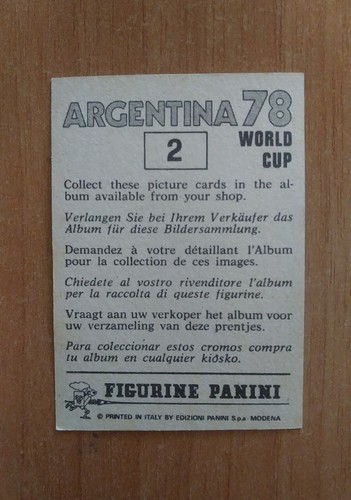 ARGENTINA 78
2
WORLD
CUP
Collect these picture cards in the al-
bum available from your shop.
Verlangen Sie bei Ihrem Verkäufer das
Album für diese Bildersammlung.
Demandez à votre détaillant l'Album
pour la collection de ces images.
Chiedete al vostro rivenditore l'album
per la raccolta di queste figurine.
Vraagt aan uw verkoper het album voor
uw verzameling van deze prentjes.
Para coleccionar estos cromos compra
tu album en cualquier kiosko.
FIGURINE PANINI
© PRINTED IN ITALY BY EDIZIONI PANINI S.p.a. MODENA